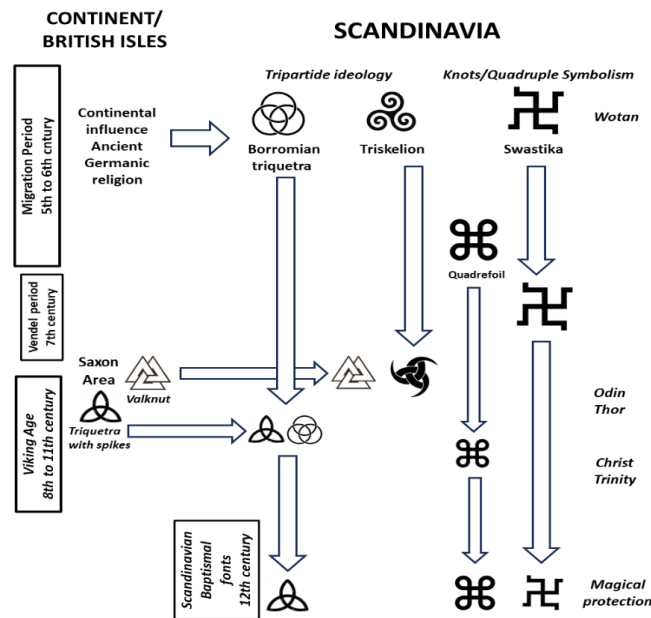 CONTINENT/
BRITISH ISLES
SCANDINAVIA
Tripartide ideology
Knots/Quadruple Symbolism
Migration Period
5th to 6th cntury
Continental
influence
Ancient
Germanic
religion
Borromian
triquetra
Triskelion
Swastika
Wotan
Quadrefoil
Vendel period
7th century
Saxon
Area
Valknut
Viking Age
8th to 11th century
Triquetra
with spikes
Odin
Thor
Christ
Trinity
Scandinavian
Baptismal
fonts
12th century
Magical
protection